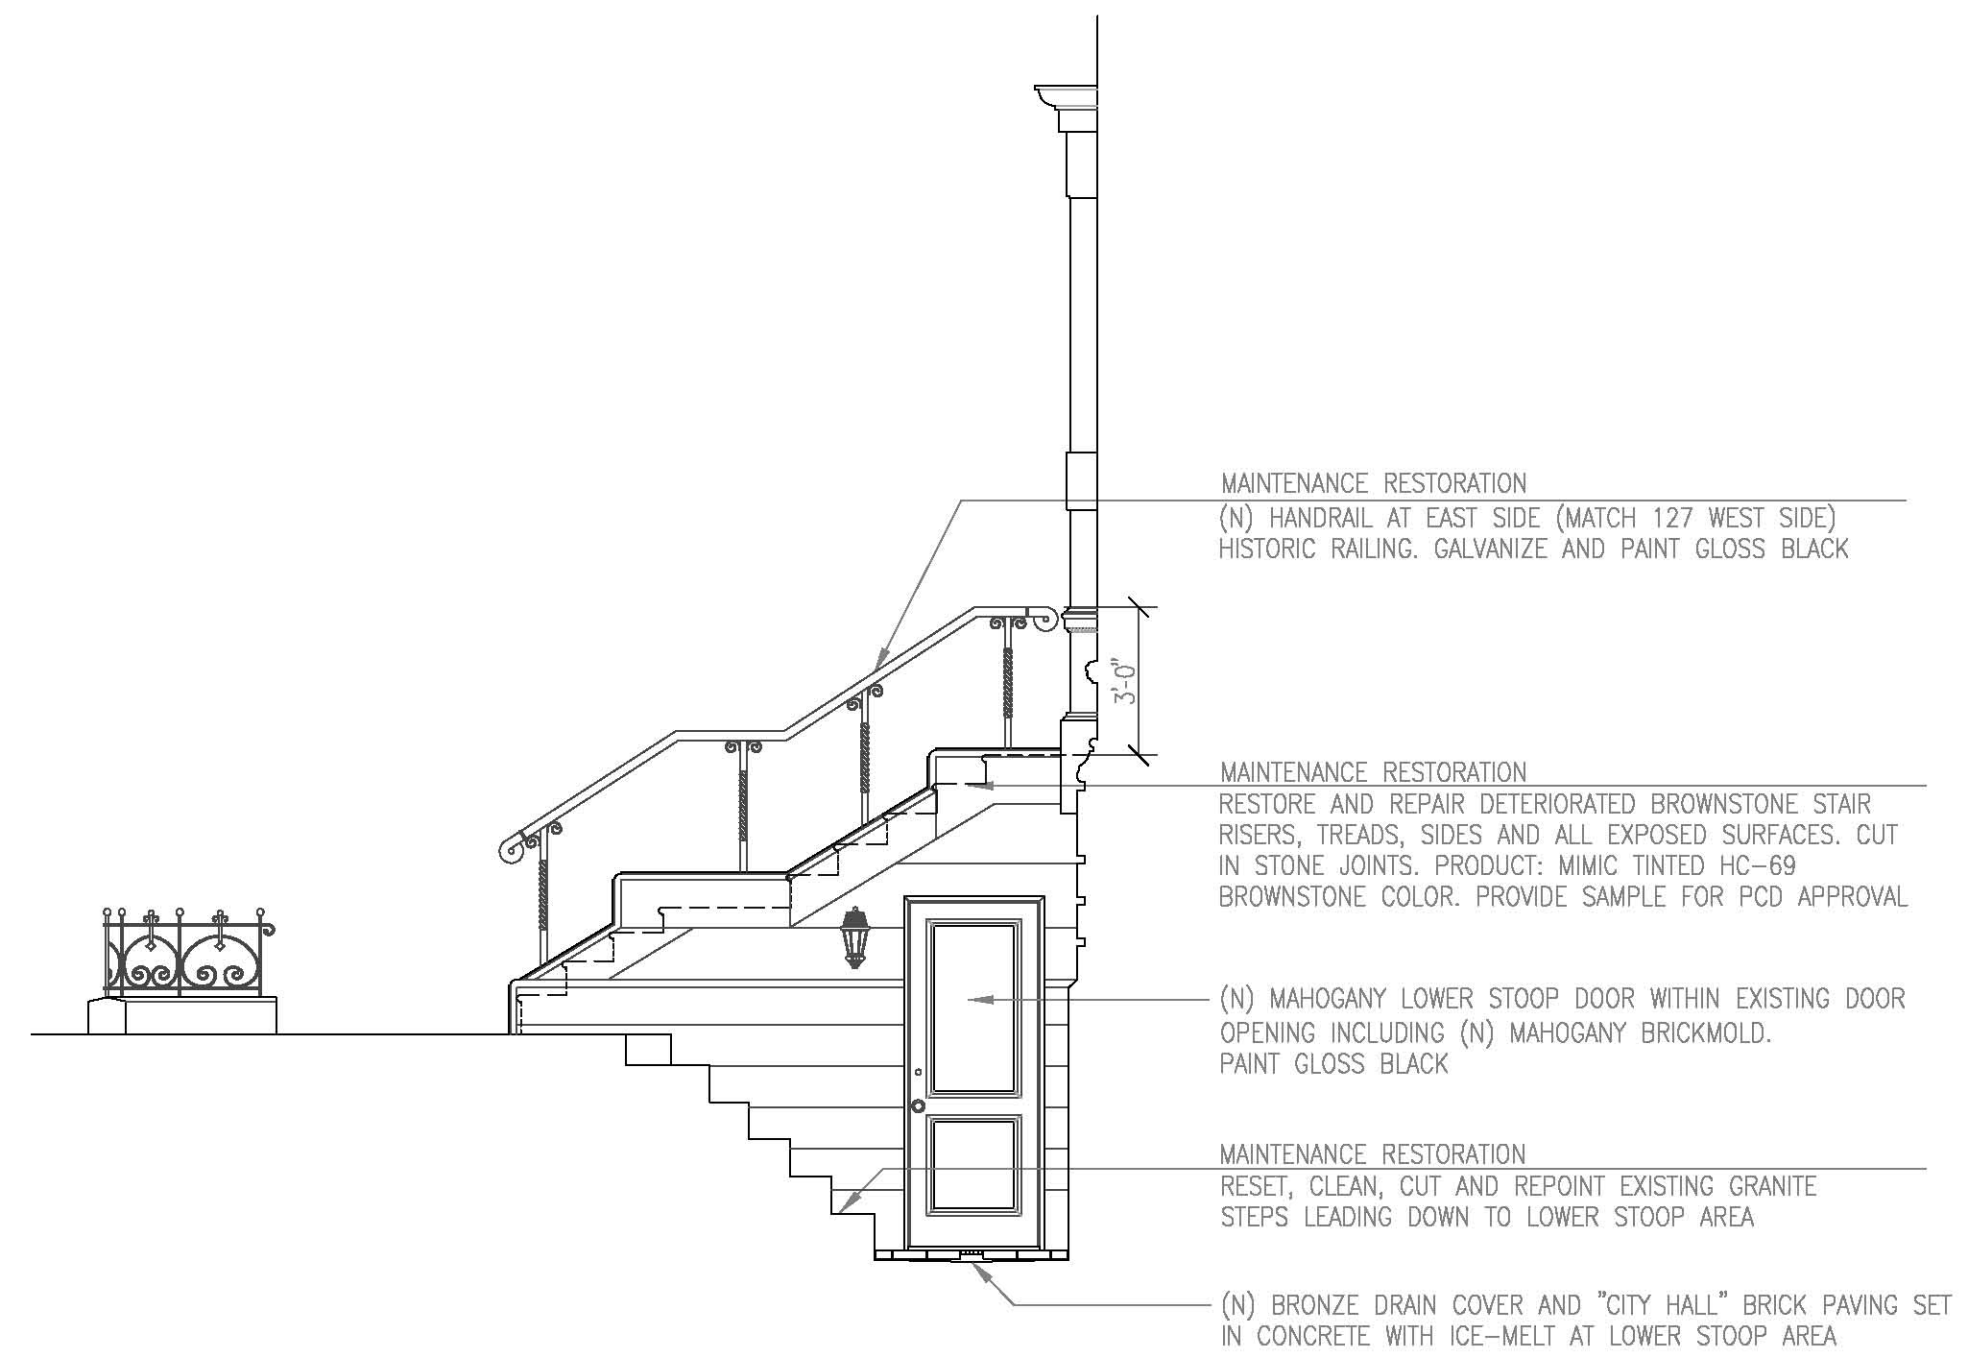 MAINTENANCE RESTORATION
(N) HANDRAIL AT EAST SIDE (MATCH 127 WEST SIDE)
HISTORIC RAILING. GALVANIZE AND PAINT GLOSS BLACK
3'-0"
MAINTENANCE RESTORATION
RESTORE AND REPAIR DETERIORATED BROWNSTONE STAIR
RISERS, TREADS, SIDES AND ALL EXPOSED SURFACES. CUT
IN STONE JOINTS. PRODUCT: MIMIC TINTED HC-69
BROWNSTONE COLOR. PROVIDE SAMPLE FOR PCD APPROVAL
(N) MAHOGANY LOWER STOOP DOOR WITHIN EXISTING DOOR
OPENING INCLUDING (N) MAHOGANY BRICKMOLD.
PAINT GLOSS BLACK
MAINTENANCE RESTORATION
RESET, CLEAN, CUT AND REPOINT EXISTING GRANITE
STEPS LEADING DOWN TO LOWER STOOP AREA
(N) BRONZE DRAIN COVER AND "CITY HALL" BRICK PAVING SET
IN CONCRETE WITH ICE-MELT AT LOWER STOOP AREA